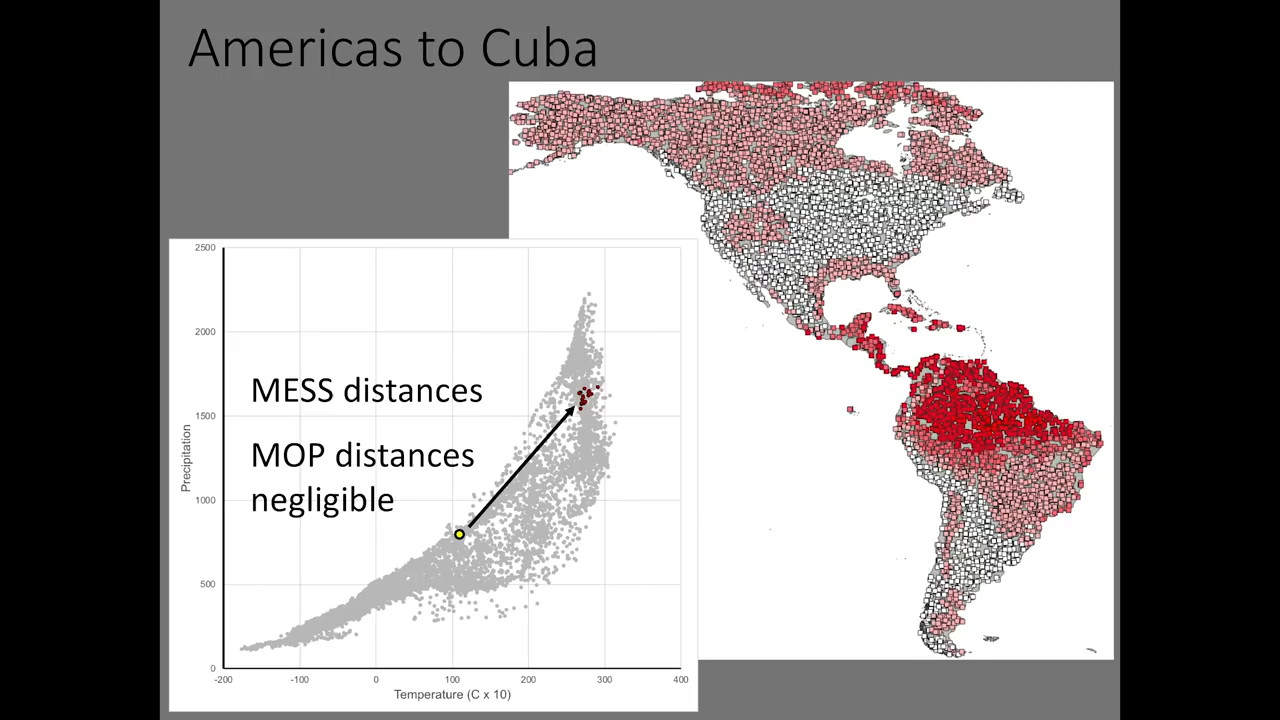 Americas to Cuba
2500
2000
1500
1000
500
0
Precipitation
MESS distances
MOP distances
negligible
-200 -100 0 100 200 300 400
Temperature (C x 10)